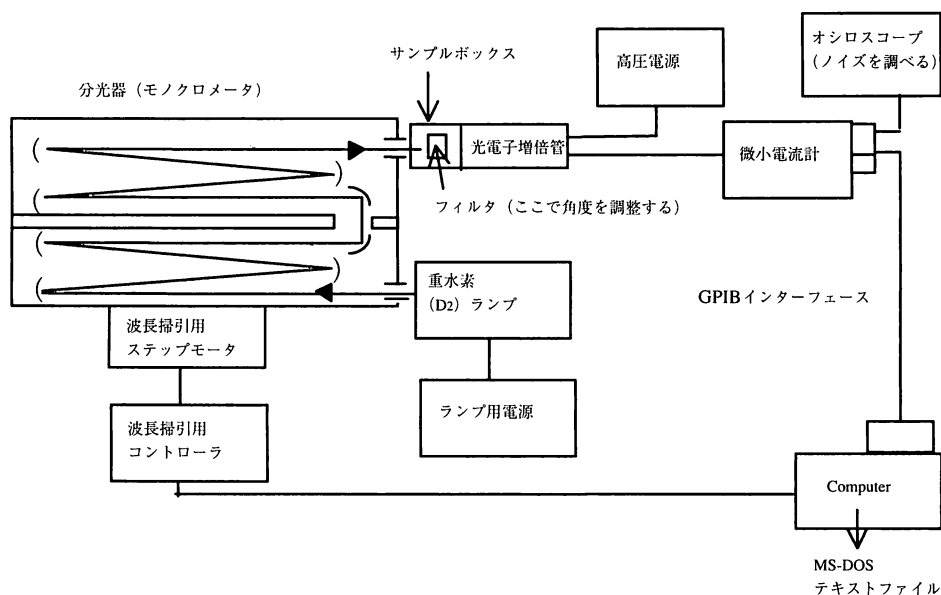 サンプルボックス
高圧電源
オシロスコープ
(ノイズを調べる)
分光器(モノクロメータ)
光電子増倍管
微小電流計
フィルタ(ここで角度を調整する)
重水素
(D2)ランプ
GPIBインターフェース
波長掃引用
ステップモータ
ランプ用電源
波長掃引用
コントローラ
Computer
MS-DOS
テキストファイル